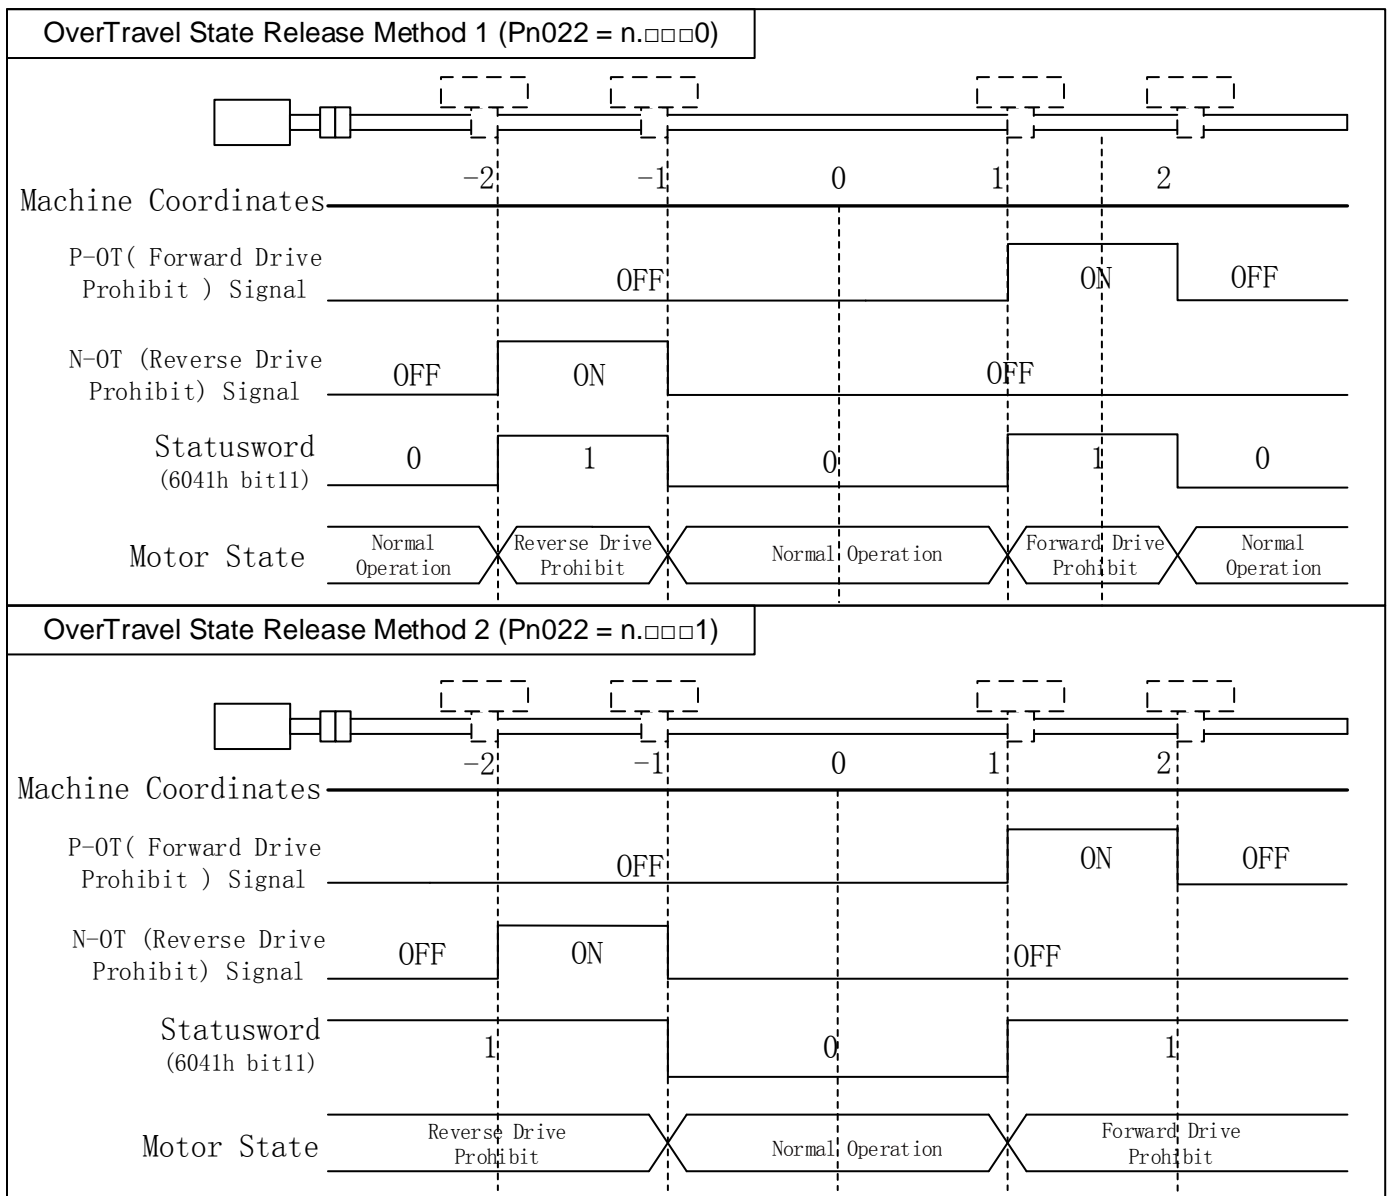 OverTravel State Release Method 1 (Pn022 = n.□□□0)
-2 -1 0 1 2
Machine Coordinates
P-OT( Forward Drive
Prohibit ) Signal
OFF ON OFF
N-OT (Reverse Drive
Prohibit) Signal
OFF ON OFF
Statusword
(6041h bit11)
0 1 0 1 0
Motor State
Normal
Operation
Reverse Drive
Prohibit
Normal Operation
Forward Drive
Prohibit
Normal
Operation
OverTravel State Release Method 2 (Pn022 = n.□□□1)
-2 -1 0 1 2
Machine Coordinates
P-OT( Forward Drive
Prohibit ) Signal
OFF ON OFF
N-OT (Reverse Drive
Prohibit) Signal
OFF ON OFF
Statusword
(6041h bit11)
1 0 1
Motor State
Reverse Drive
Prohibit
Normal Operation
Forward Drive
Prohibit